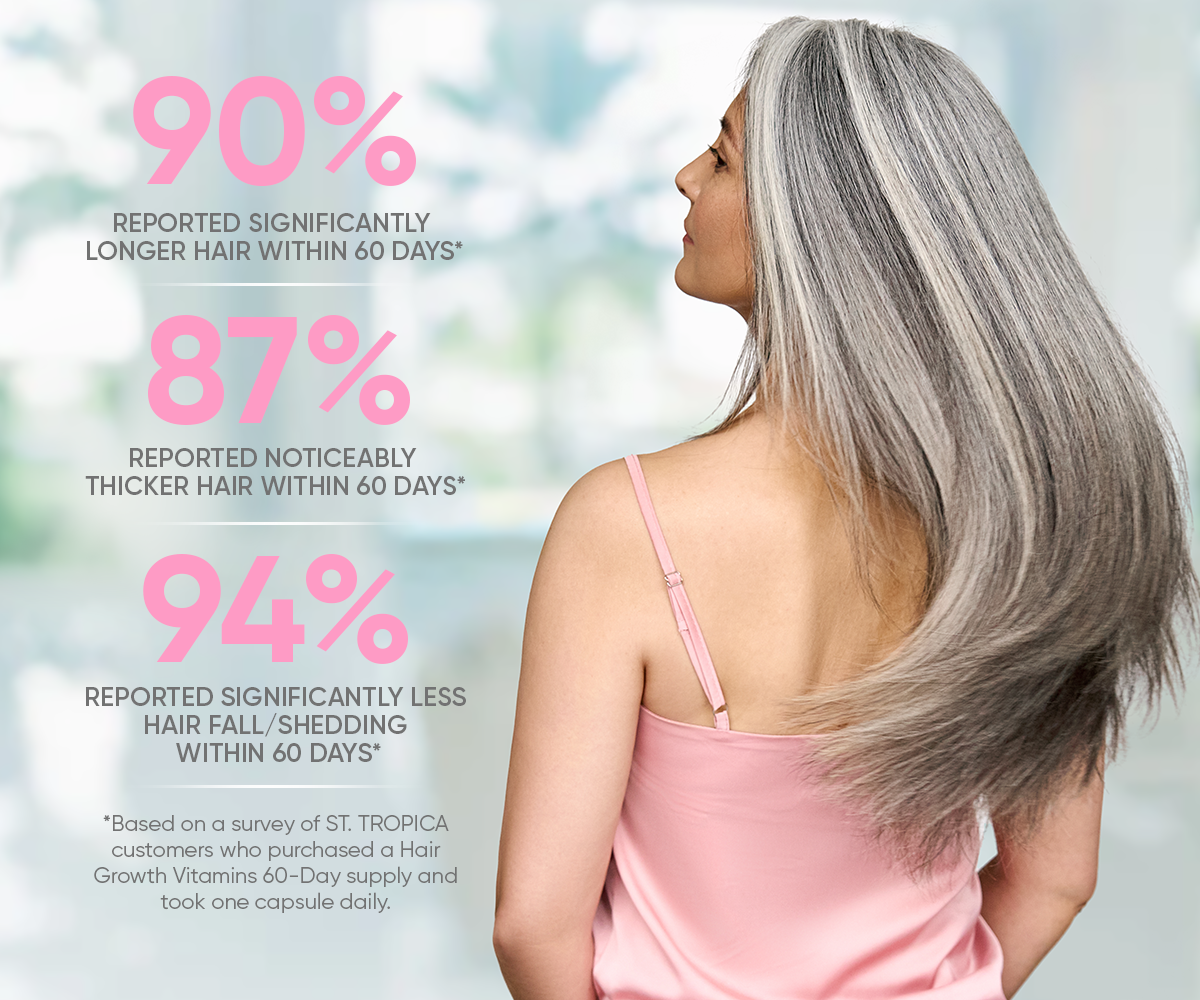 90%
REPORTED SIGNIFICANTLY
LONGER HAIR WITHIN 60 DAYS*
87%
REPORTED NOTICEABLY
THICKER HAIR WITHIN 60 DAYS*
94%
REPORTED SIGNIFICANTLY LESS
HAIR FALL/SHEDDING
WITHIN 60 DAYS*
*Based on a survey of ST. TROPICA
customers who purchased a Hair
Growth Vitamins 60-Day supply and
took one capsule daily.